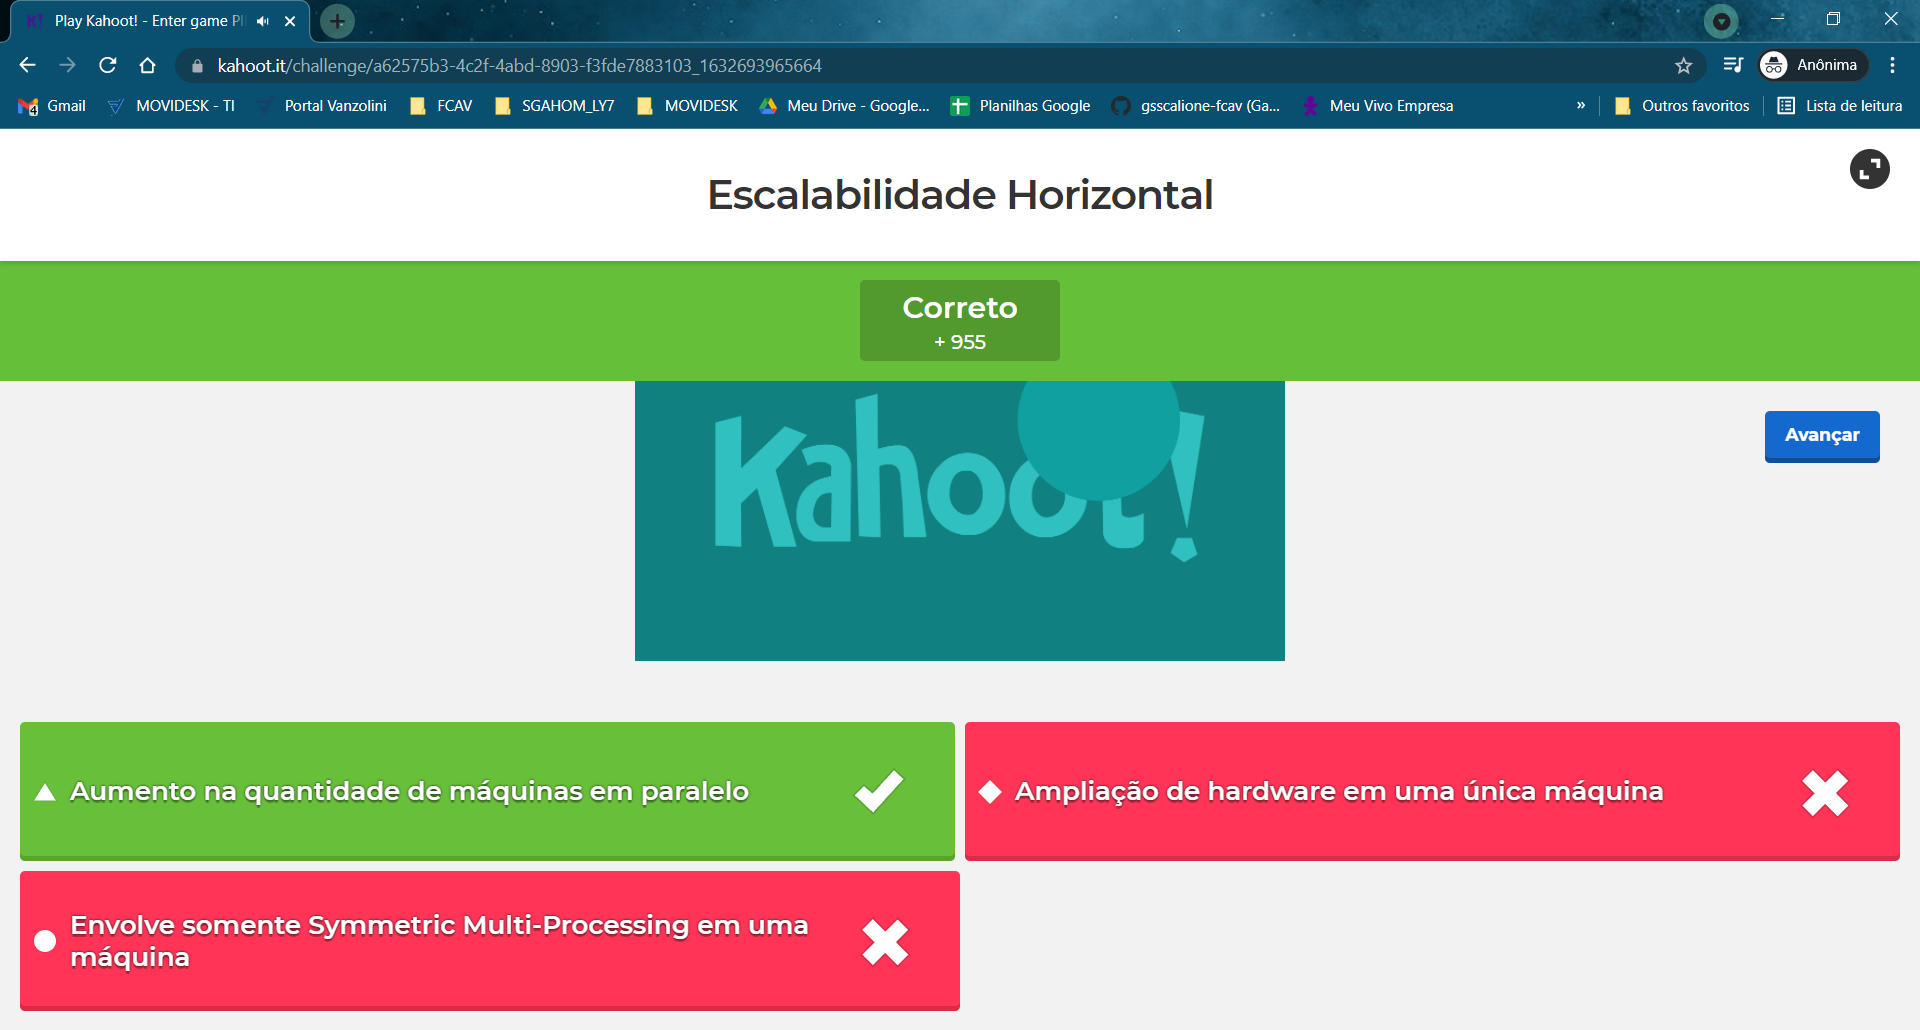 Play Kahoot! - Enter game
kahoot.it/challenge/a62575b3-4c2f-4abd-8903-f3fde7883103_1632693965664
Anônima
4 Gmail MOVIDESK - TI Portal Vanzolini FCAV SGAHOM_LY7 MOVIDESK Meu Drive - Google... Planilhas Google gsscalione-fcav (Ga... Meu Vivo Empresa » Outros favoritos Lista de leitura
Escalabilidade Horizontal
Correto
+ 955
Kahoot!
Avançar
Aumento na quantidade de máquinas em paralelo
Ampliação de hardware em uma única máquina
Envolve somente Symmetric Multi-Processing em uma
máquina